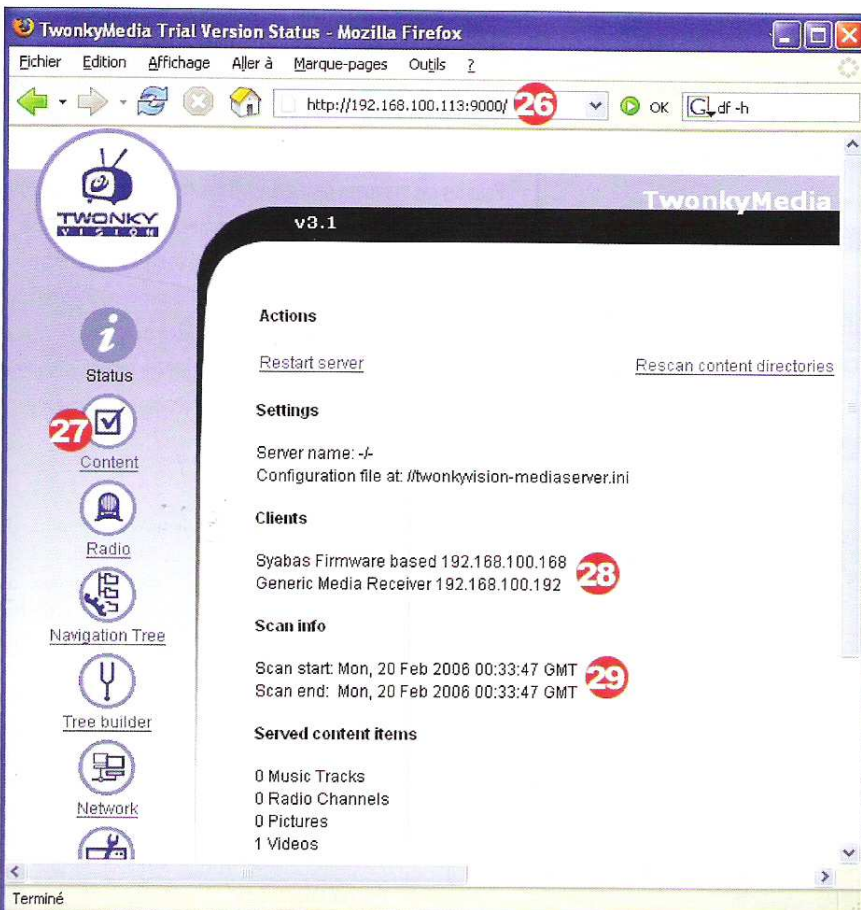 TwonkyMedia Trial Version Status - Mozilla Firefox
Fichier Edition Affichage Aller à Marque-pages Outils ?
http://192.168.100.113:9000/ 26 OK G df -h
TWONKY
VISION
TwonkyMedia
v3.1
Status
27
Content
Radio
Navigation Tree
Tree builder
Network
Actions
Restart server Rescan content directories
Settings
Server name: -/-
Configuration file at: //twonkyvision-mediaserver.ini
Clients
Syabas Firmware based 192.168.100.168
Generic Media Receiver 192.168.100.192
28
Scan info
Scan start: Mon, 20 Feb 2006 00:33:47 GMT
Scan end: Mon, 20 Feb 2006 00:33:47 GMT
29
Served content items
0 Music Tracks
0 Radio Channels
0 Pictures
1 Videos
Terminé